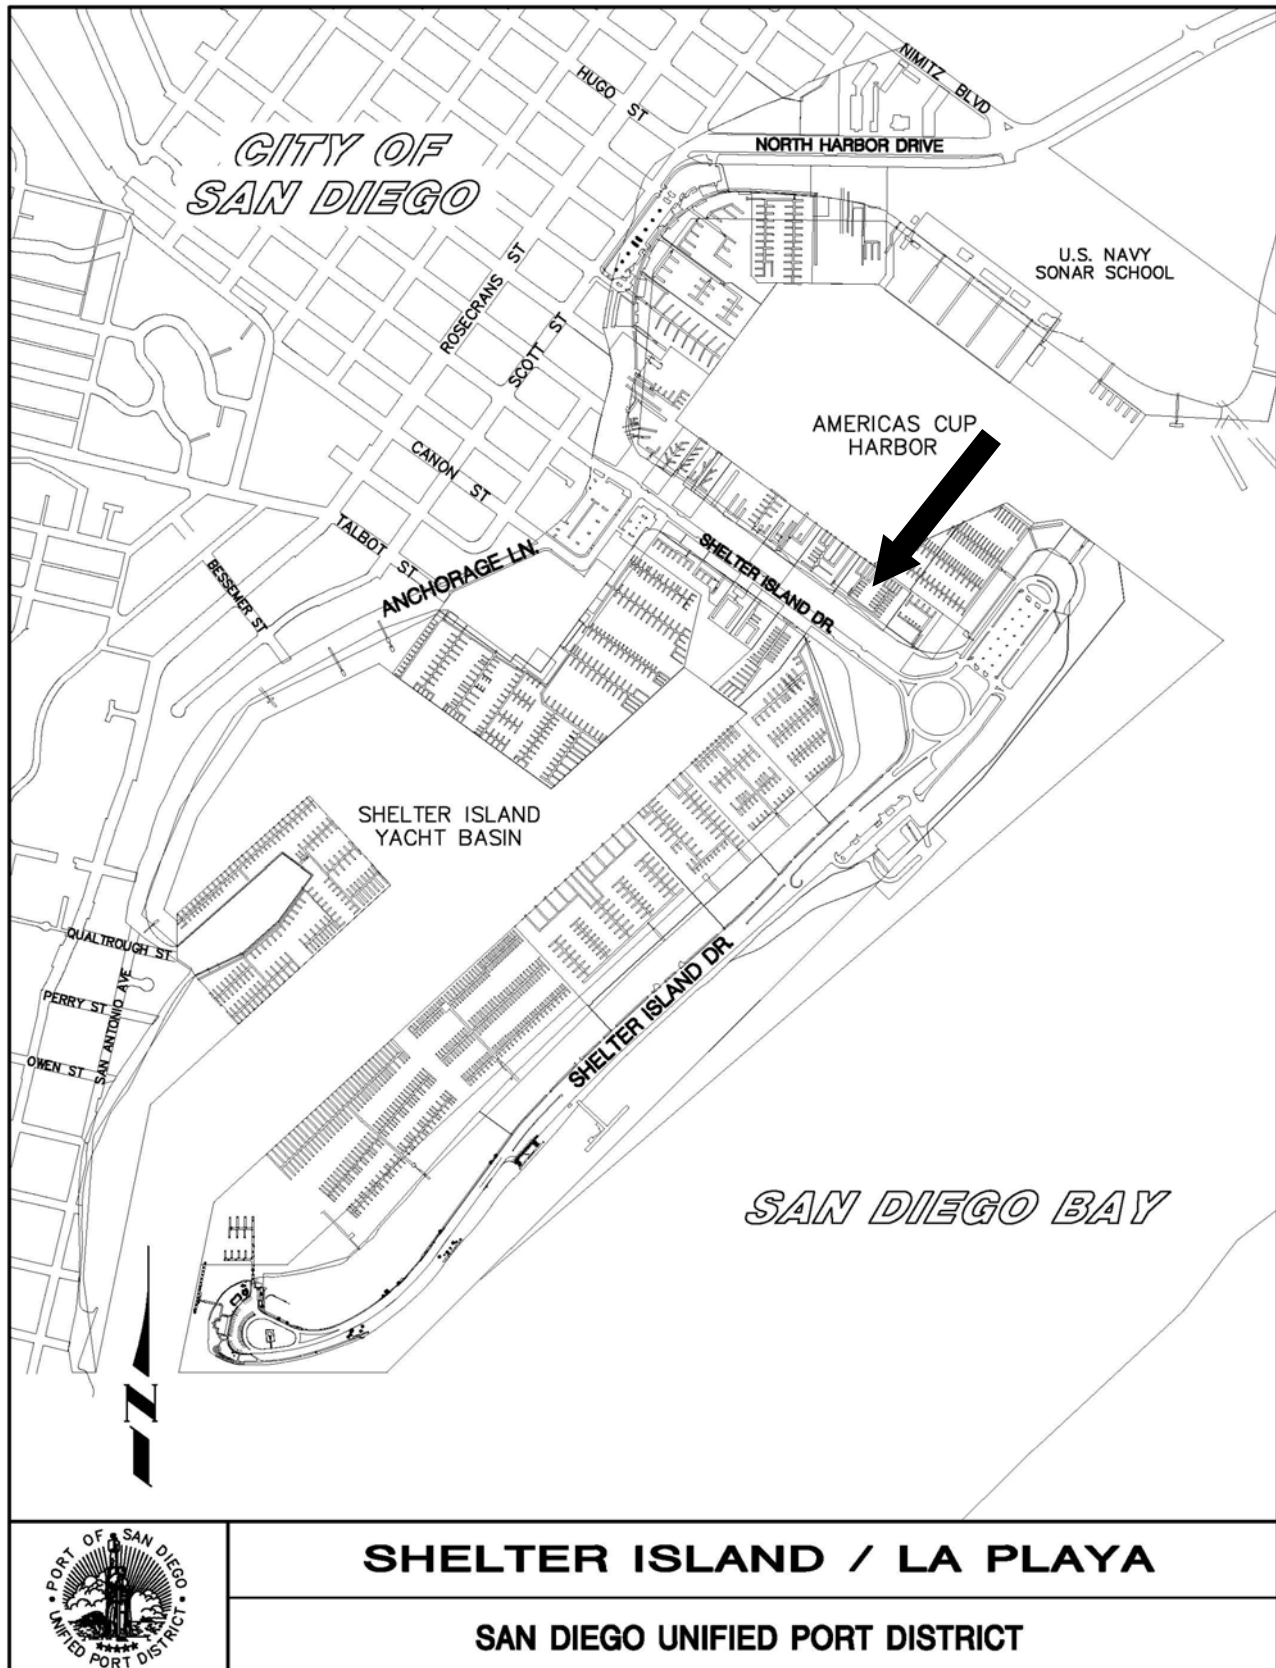 NIMITZ BLVD
HUGO ST
CITY OF
SAN DIEGO
NORTH HARBOR DRIVE
U.S. NAVY
SONAR SCHOOL
ROSECRANS ST
SCOTT ST
AMERICAS CUP
HARBOR
CANON ST
TALBOT ST
ANCHORAGE LN.
BESSEMER ST
SHELTER ISLAND DR.
SHELTER ISLAND
YACHT BASIN
QUALTROUGH ST
PERRY ST
SAN ANTONIO AVE
OWEN ST
SHELTER ISLAND DR.
SAN DIEGO BAY
N
PORT OF SAN DIEGO
UNIFIED PORT DISTRICT
SHELTER ISLAND / LA PLAYA
SAN DIEGO UNIFIED PORT DISTRICT